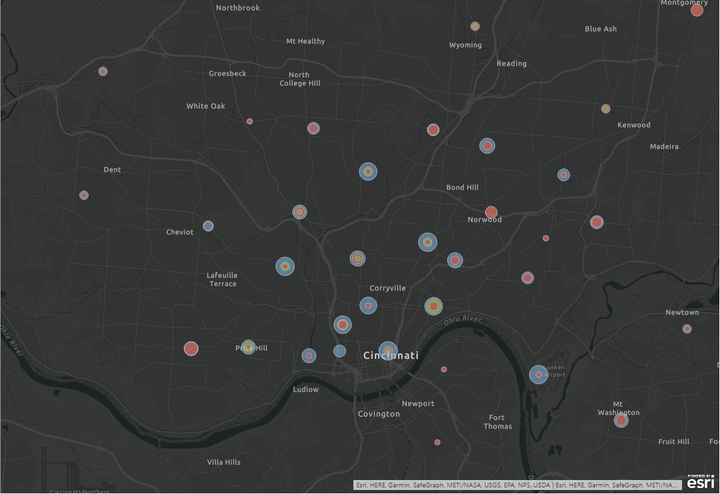 Northbrook
Montgomery
Blue Ash
Mt Healthy
Wyoming
Reading
Groesbeck
North
College Hill
White Oak
Kenwood
Madeira
Dent
Bond Hill
Norwood
Cheviot
Lafeuille
Terrace
Corryville
Newtown
Ohio River
Ohio River
Price Hill
Cincinnati
Ludlow
Newport
Covington
Mt
Washington
Fort
Thomas
Fruit Hill
Villa Hills
POWERED BY
esri
Esri, HERE, Garmin, SafeGraph, METI/NASA, USGS, EPA, NPS, USDA | Esri, HERE, Garmin, SafeGraph, METI/NA...